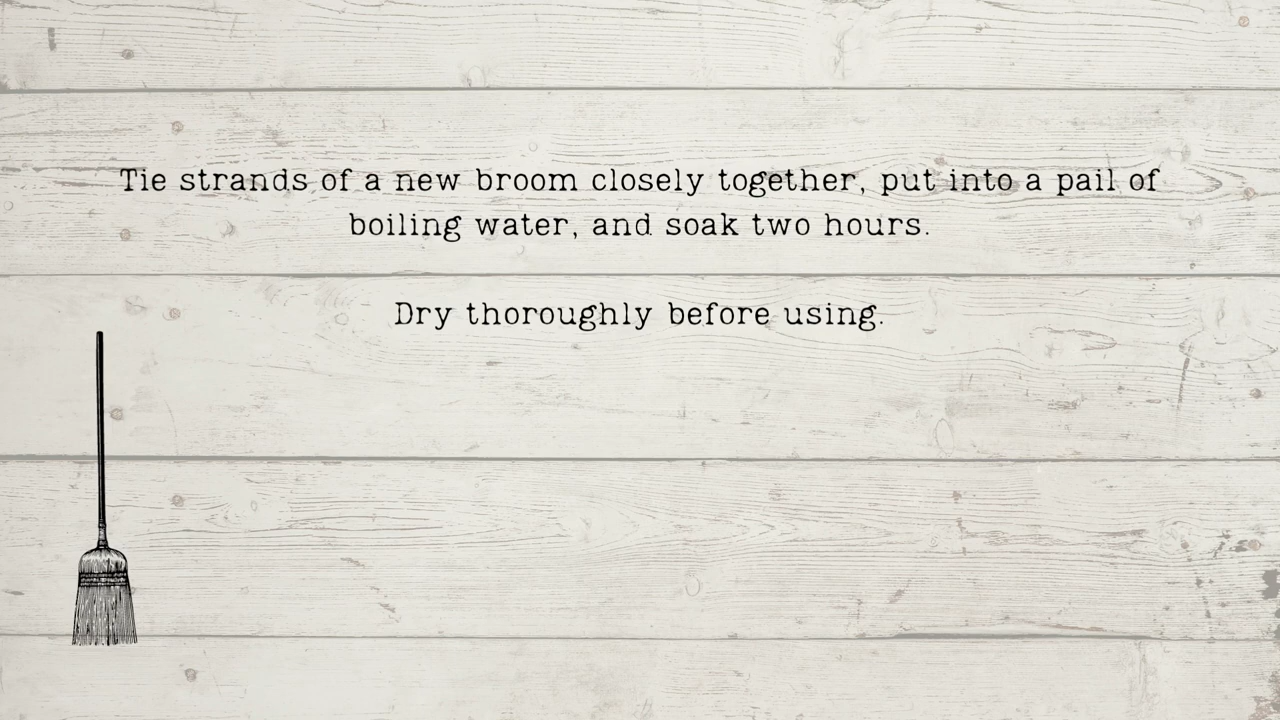 Tie strands of a new broom closely together, put into a pail of
boiling water, and soak two hours.
Dry thoroughly before using.